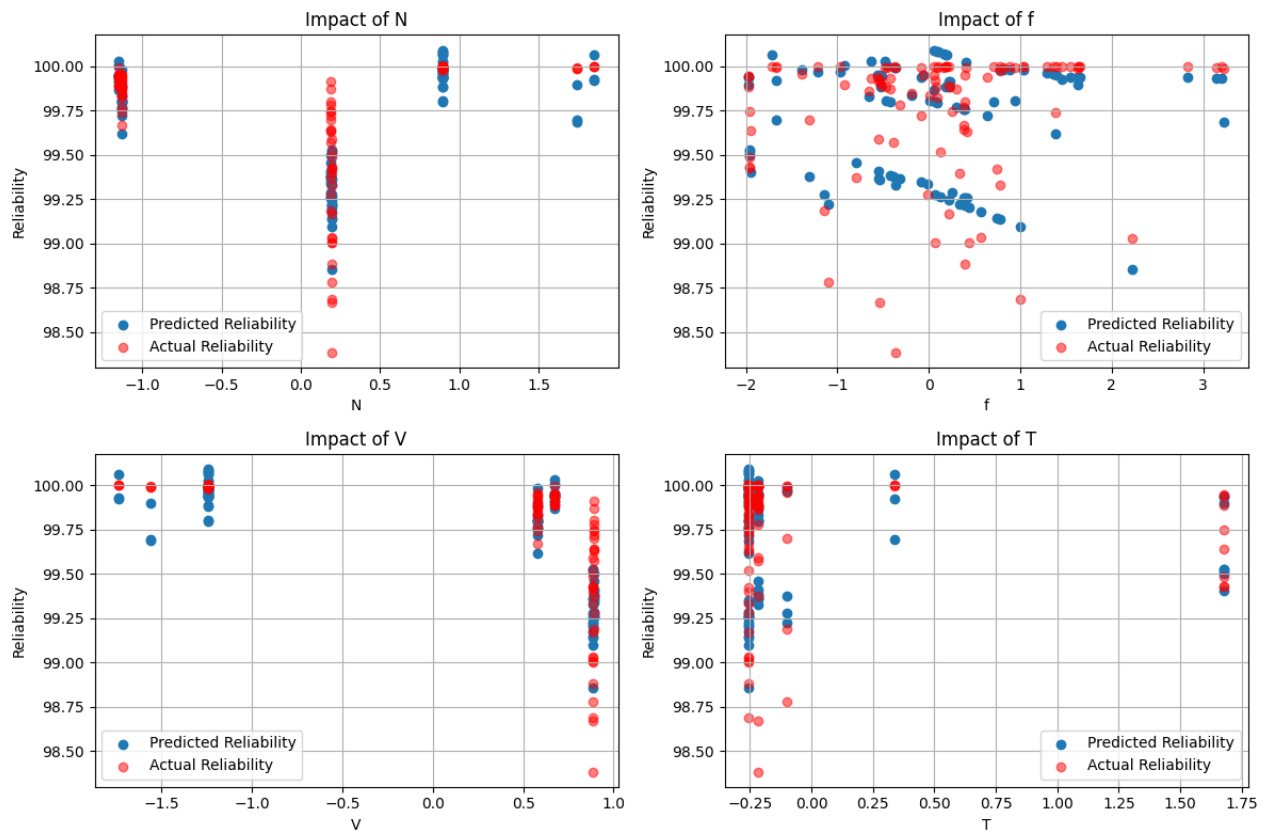 Impact of N
Reliability
100.00
99.75
99.50
99.25
99.00
98.75
98.50
Predicted Reliability
Actual Reliability
−1.0 −0.5 0.0 0.5 1.0 1.5
N
Impact of f
Reliability
100.00
99.75
99.50
99.25
99.00
98.75
98.50
Predicted Reliability
Actual Reliability
−2 −1 0 1 2 3
f
Impact of V
Reliability
100.00
99.75
99.50
99.25
99.00
98.75
98.50
Predicted Reliability
Actual Reliability
−1.5 −1.0 −0.5 0.0 0.5 1.0
V
Impact of T
Reliability
100.00
99.75
99.50
99.25
99.00
98.75
98.50
Predicted Reliability
Actual Reliability
−0.25 0.00 0.25 0.50 0.75 1.00 1.25 1.50 1.75
T